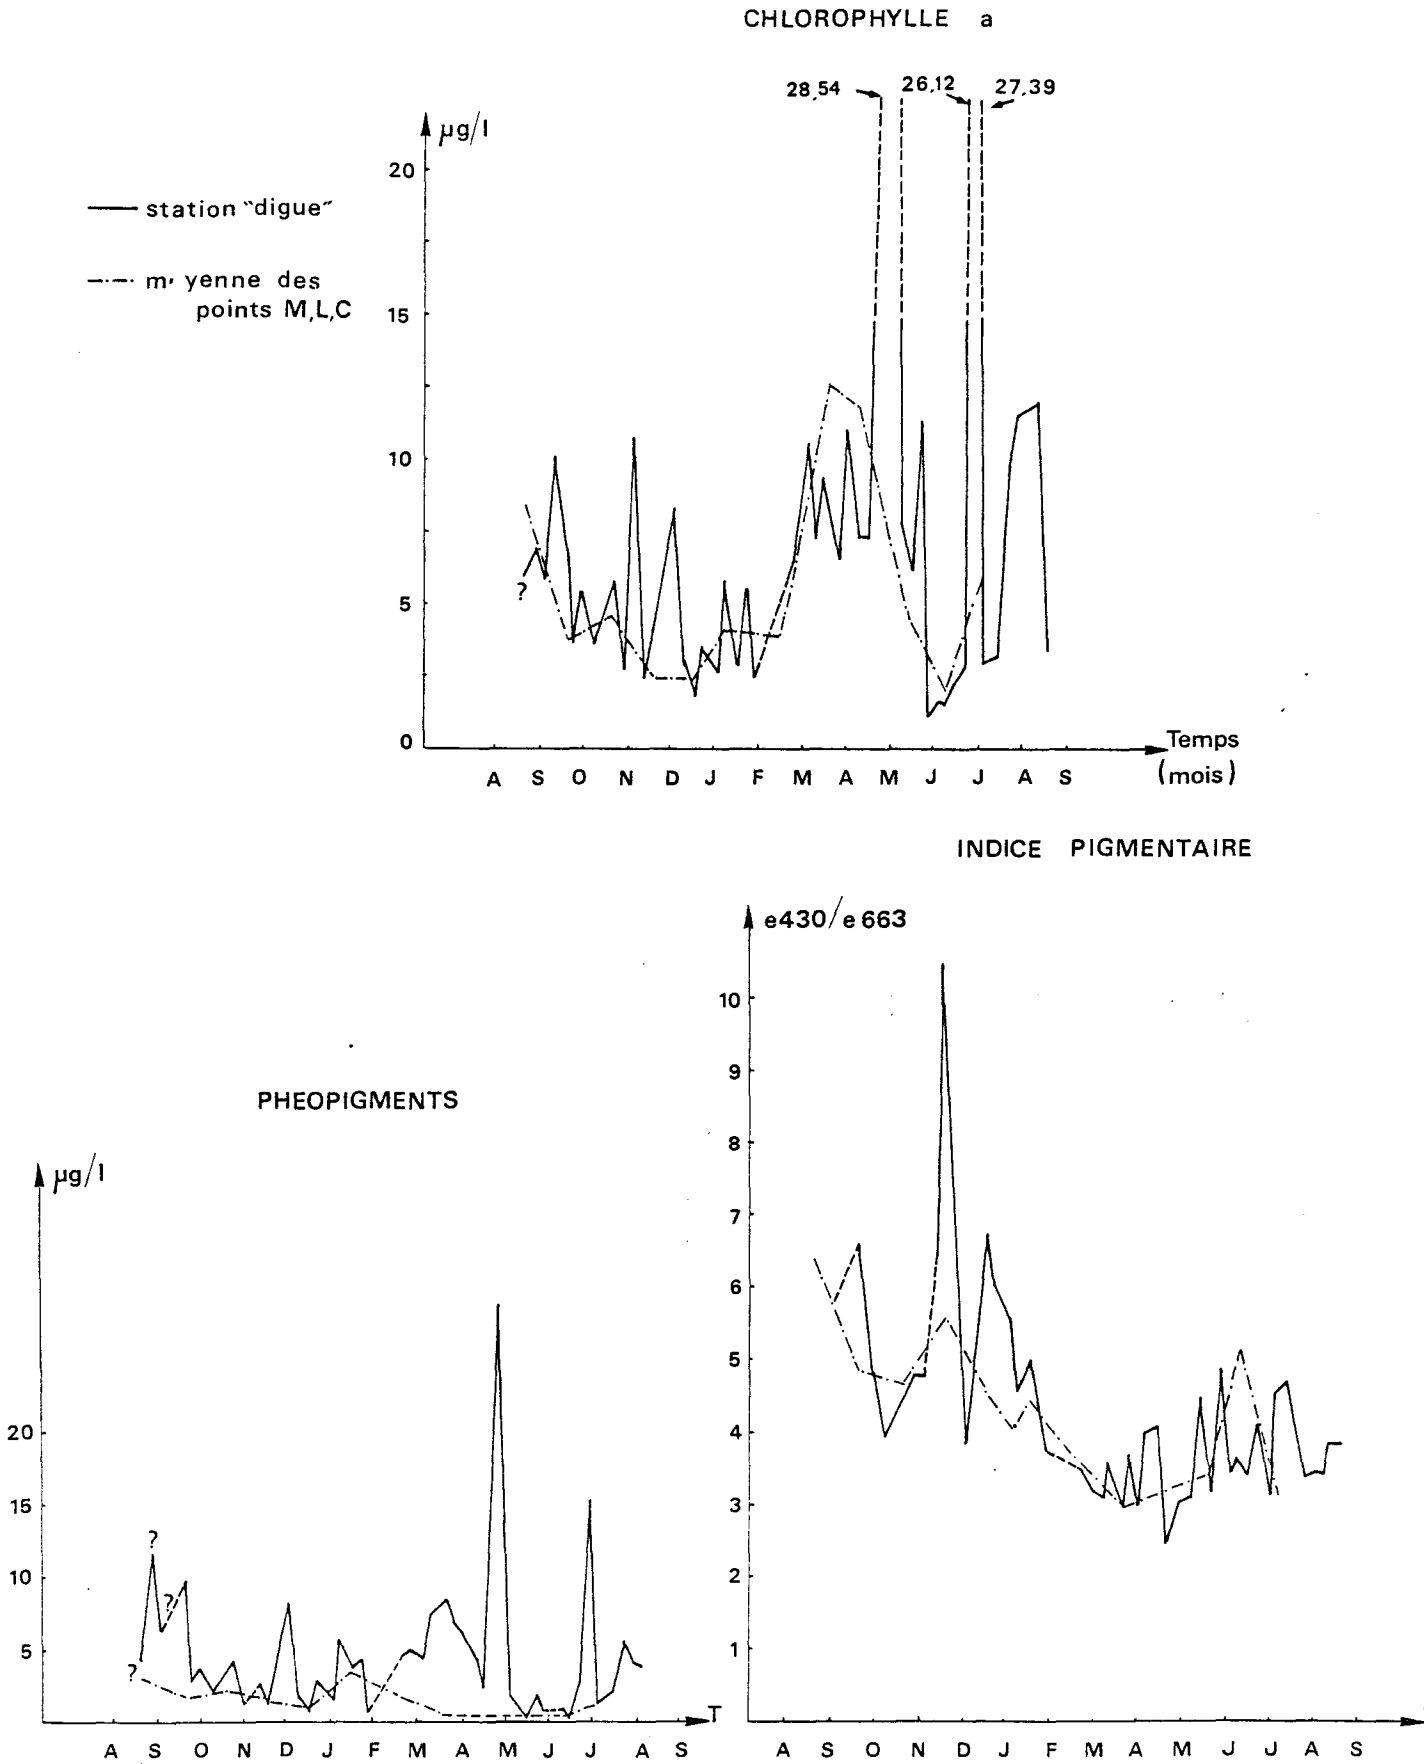 CHLOROPHYLLE a
28,54 26,12 27,39
µg/l
20
station "digue"
m, yenne des
points M,L,C
15
10
5
?
0
Temps
A S O N D J F M A M J J A S
(mois)
INDICE PIGMENTAIRE
e430/e663
10
9
8
7
6
5
4
3
2
1
A S O N D J F M A M J J A S
PHEOPIGMENTS
µg/l
20
15
?
10
?
5
?
T
A S O N D J F M A M J J A S